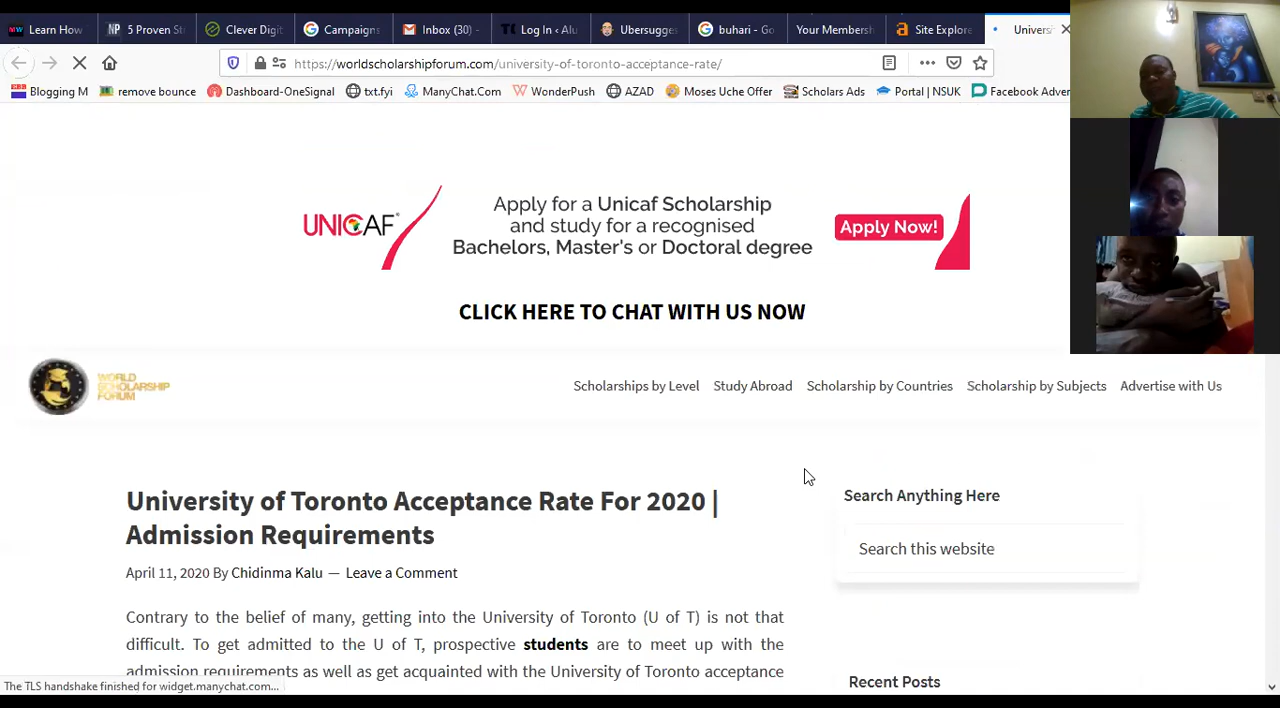 Learn How
5 Proven St
Clever Digit
Campaigns
Inbox (30) -
Log In ‹ Alu
Ubersugges
buhari - Go
Your Membersh
Site Explore
Univers
https://worldscholarshipforum.com/university-of-toronto-acceptance-rate/
Blogging M
remove bounce
Dashboard-OneSignal
txt.fyi
ManyChat.Com
WonderPush
AZAD
Moses Uche Offer
Scholars Ads
Portal | NSUK
Facebook Adver
UNICAF
Apply for a Unicaf Scholarship
and study for a recognised
Bachelors, Master's or Doctoral degree
Apply Now!
CLICK HERE TO CHAT WITH US NOW
WORLD
SCHOLARSHIP
FORUM
Scholarships by Level
Study Abroad
Scholarship by Countries
Scholarship by Subjects
Advertise with Us
University of Toronto Acceptance Rate For 2020 |
Admission Requirements
April 11, 2020 By Chidinma Kalu — Leave a Comment
Contrary to the belief of many, getting into the University of Toronto (U of T) is not that
difficult. To get admitted to the U of T, prospective students are to meet up with the
admission requirements as well as get acquainted with the University of Toronto acceptance
Search Anything Here
Search this website
Recent Posts
The TLS handshake finished for widget.manychat.com...